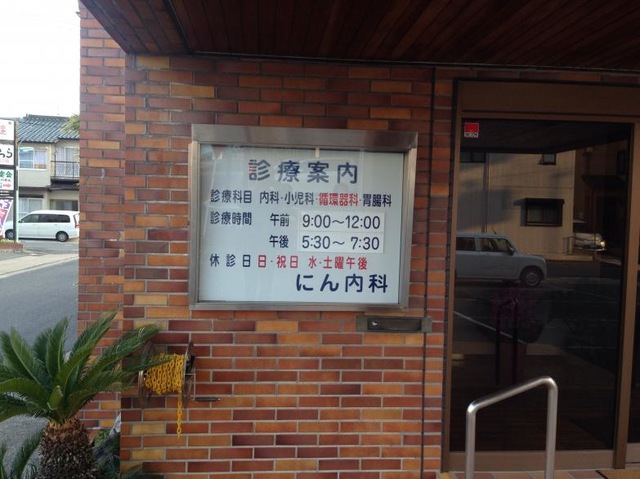 診療案内
診療科目 内科・小児科・循環器科・胃腸科
診療時間 午前 9:00〜12:00
午後 5:30〜7:30
休診日 日・祝日 水・土曜午後
にん内科